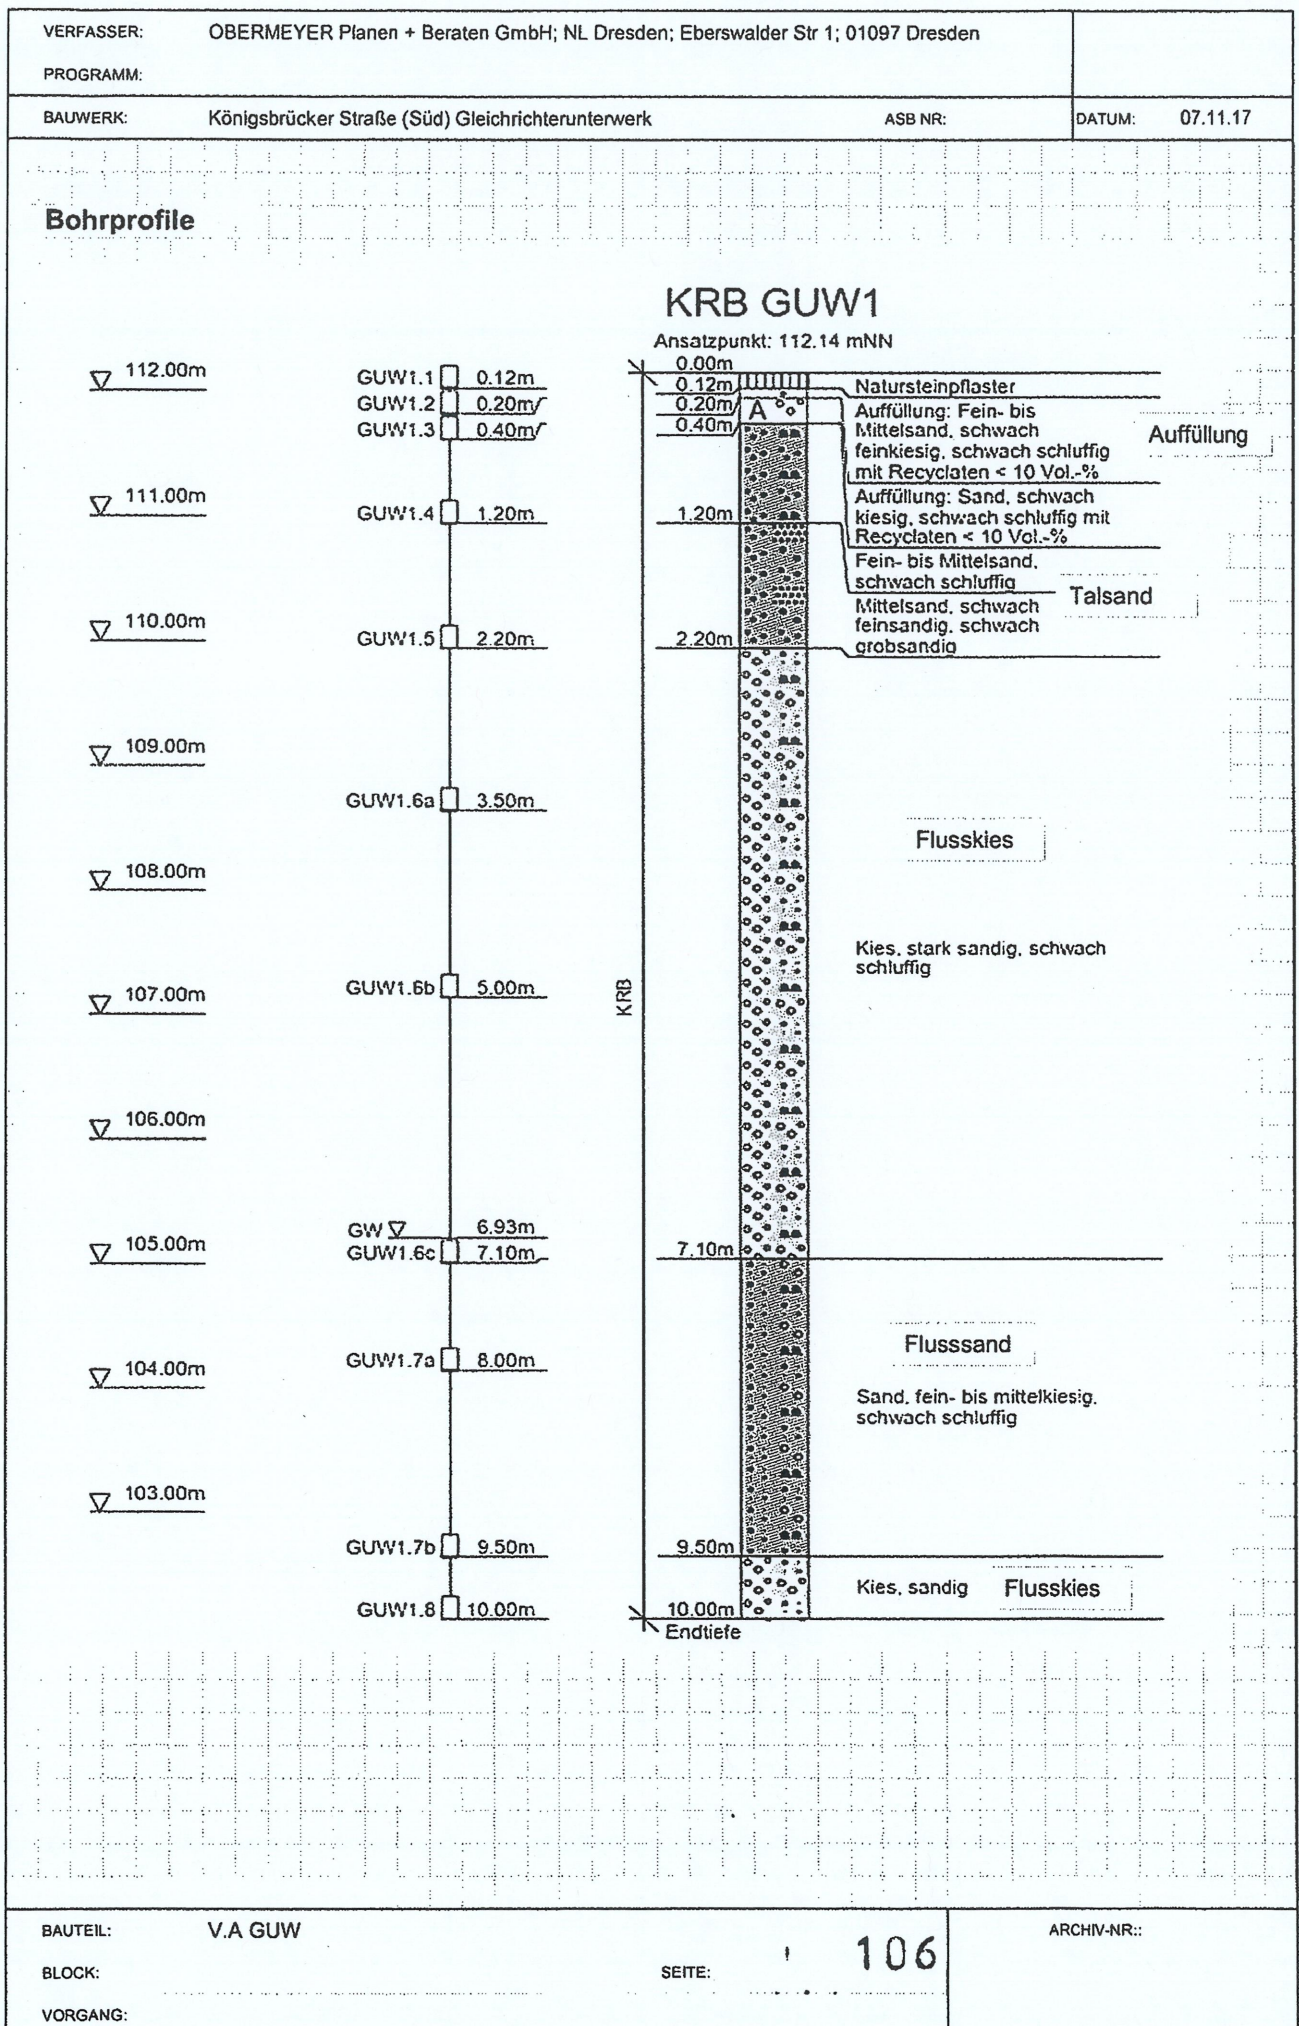 VERFASSER: OBERMEYER Planen + Beraten GmbH; NL Dresden; Eberswalder Str 1; 01097 Dresden
PROGRAMM:
BAUWERK: Königsbrücker Straße (Süd) Gleichrichterunterwerk ASB NR: DATUM: 07.11.17
Bohrprofile
KRB GUW1
Ansatzpunkt: 112.14 mNN
112.00m
111.00m
110.00m
109.00m
108.00m
107.00m
106.00m
105.00m
104.00m
103.00m
GUW1.1 0.12m
GUW1.2 0.20m
GUW1.3 0.40m
GUW1.4 1.20m
GUW1.5 2.20m
GUW1.6a 3.50m
GUW1.6b 5.00m
GW 6.93m
GUW1.6c 7.10m
GUW1.7a 8.00m
GUW1.7b 9.50m
GUW1.8 10.00m
KRB
0.00m
0.12m
0.20m
0.40m
1.20m
2.20m
7.10m
9.50m
10.00m
Endtiefe
A
Natursteinpflaster
Auffüllung: Fein- bis
Mittelsand, schwach
feinkiesig, schwach schluffig
mit Recyclaten < 10 Vol.-%
Auffüllung
Auffüllung: Sand, schwach
kiesig, schwach schluffig mit
Recyclaten < 10 Vol.-%
Fein- bis Mittelsand,
schwach schluffig
Talsand
Mittelsand, schwach
feinsandig, schwach
grobsandig
Flusskies
Kies, stark sandig, schwach
schluffig
Flusssand
Sand, fein- bis mittelkiesig,
schwach schluffig
Kies, sandig Flusskies
BAUTEIL: V.A GUW ARCHIV-NR::
BLOCK: SEITE: 106
VORGANG: